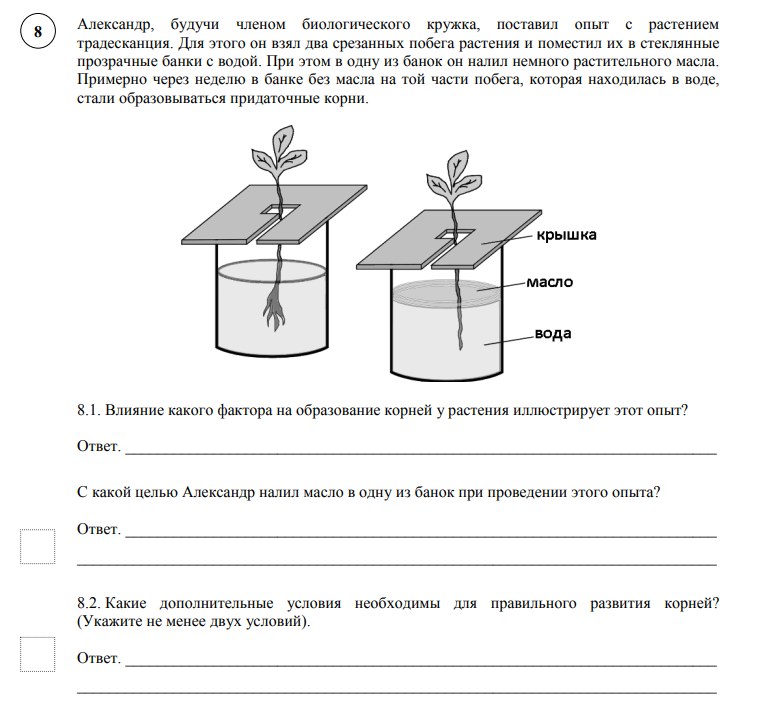 8
Александр, будучи членом биологического кружка, поставил опыт с растением
традесканция. Для этого он взял два срезанных побега растения и поместил их в стеклянные
прозрачные банки с водой. При этом в одну из банок он налил немного растительного масла.
Примерно через неделю в банке без масла на той части побега, которая находилась в воде,
стали образовываться придаточные корни.
крышка
масло
вода
8.1. Влияние какого фактора на образование корней у растения иллюстрирует этот опыт?
Ответ.
С какой целью Александр налил масло в одну из банок при проведении этого опыта?
Ответ.
8.2. Какие дополнительные условия необходимы для правильного развития корней?
(Укажите не менее двух условий).
Ответ.